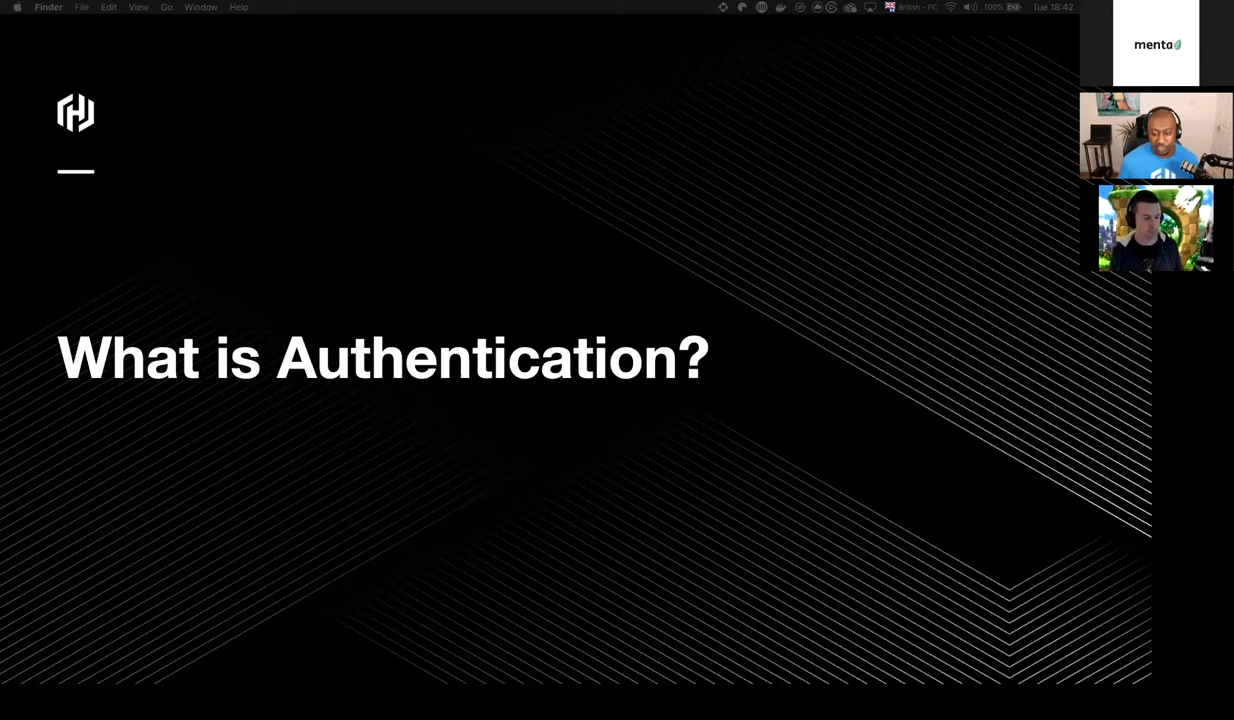 Finder File Edit View Go Window Help British - PC 100% Tue 18:42
menta
What is Authentication?